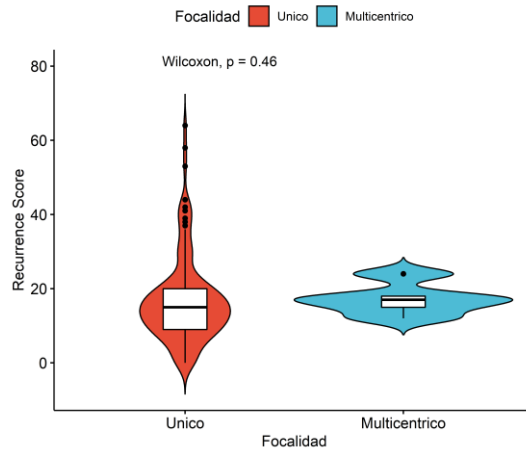 Focalidad Unico Multicentrico
Wilcoxon, p = 0.46
80
60
40
20
0
Recurrence Score
Unico Multicentrico
Focalidad